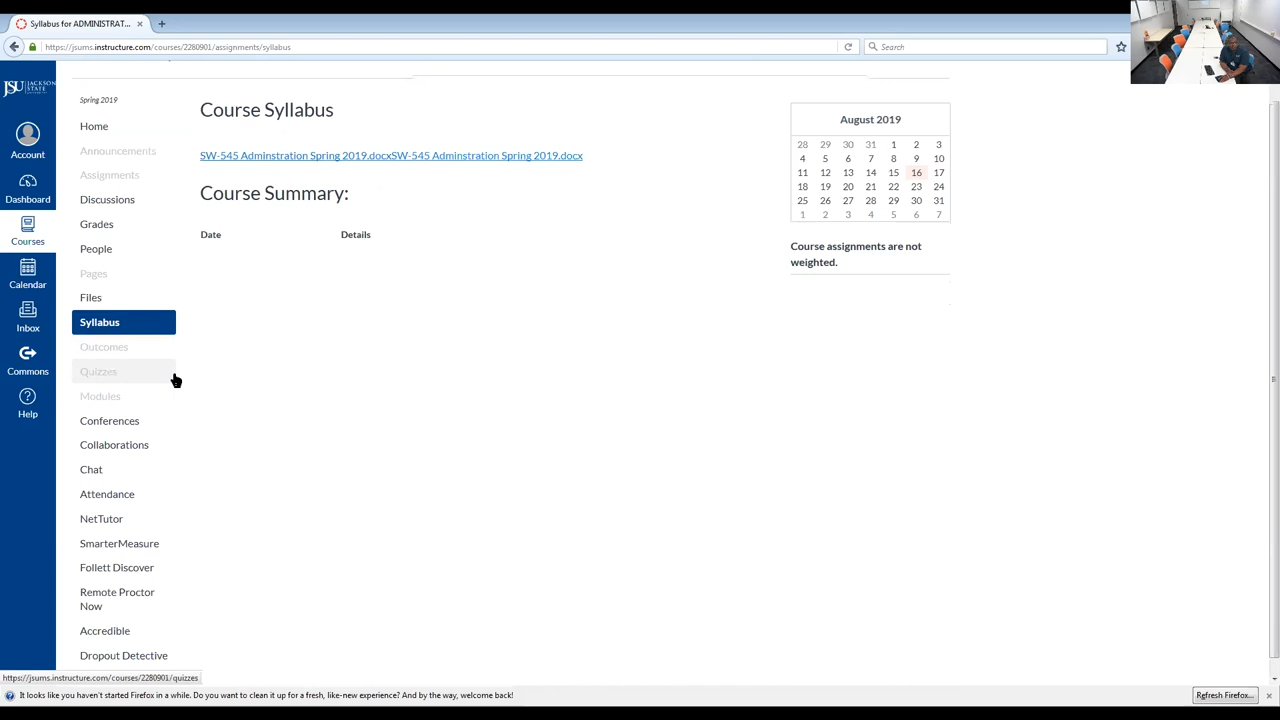 Syllabus for ADMINISTRAT...
https://jsums.instructure.com/courses/2280901/assignments/syllabus
Search
JSU JACKSON STATE
Account
Dashboard
Courses
Calendar
Inbox
Commons
Help
Spring 2019
Home
Announcements
Assignments
Discussions
Grades
People
Pages
Files
Syllabus
Outcomes
Quizzes
Modules
Conferences
Collaborations
Chat
Attendance
NetTutor
SmarterMeasure
Follett Discover
Remote Proctor
Now
Accredible
Dropout Detective
Course Syllabus
SW-545 Adminstration Spring 2019.docxSW-545 Adminstration Spring 2019.docx
Course Summary:
Date Details
August 2019
28 29 30 31 1 2 3
4 5 6 7 8 9 10
11 12 13 14 15 16 17
18 19 20 21 22 23 24
25 26 27 28 29 30 31
1 2 3 4 5 6 7
Course assignments are not
weighted.
https://jsums.instructure.com/courses/2280901/quizzes
It looks like you haven't started Firefox in a while. Do you want to clean it up for a fresh, like-new experience? And by the way, welcome back!
Refresh Firefox...